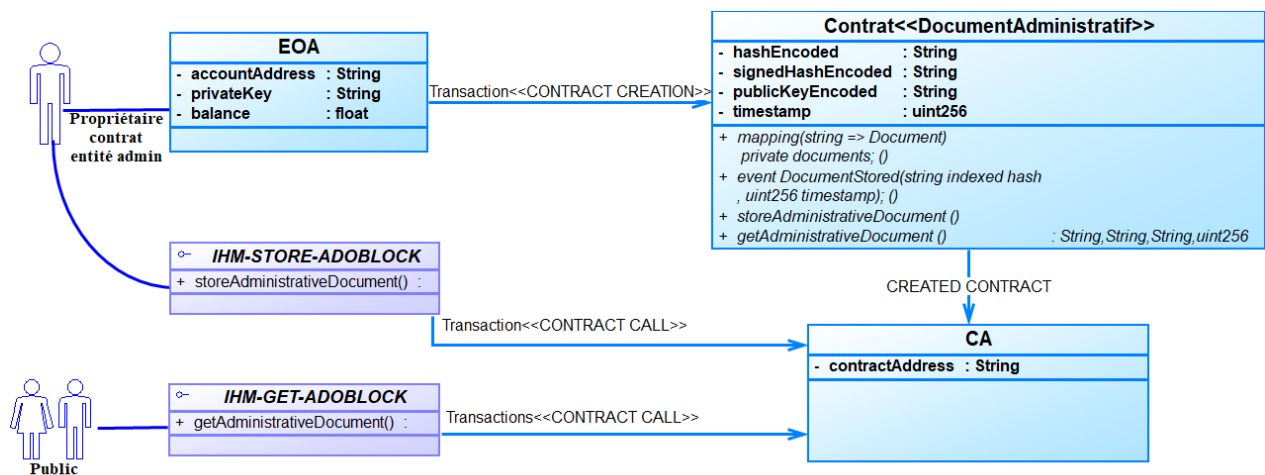 EOA
- accountAddress : String
- privateKey : String
- balance : float
Propriétaire
contrat
entité admin
Transaction<<CONTRACT CREATION>>
Contrat<<DocumentAdministratif>>
- hashEncoded : String
- signedHashEncoded : String
- publicKeyEncoded : String
- timestamp : uint256
+ mapping(string => Document)
private documents; ()
+ event DocumentStored(string indexed hash
, uint256 timestamp); ()
+ storeAdministrativeDocument ()
+ getAdministrativeDocument () : String,String,String,uint256
IHM-STORE-ADOBLOCK
+ storeAdministrativeDocument() :
CREATED CONTRACT
Transaction<<CONTRACT CALL>>
CA
- contractAddress : String
IHM-GET-ADOBLOCK
+ getAdministrativeDocument() :
Transactions<<CONTRACT CALL>>
Public